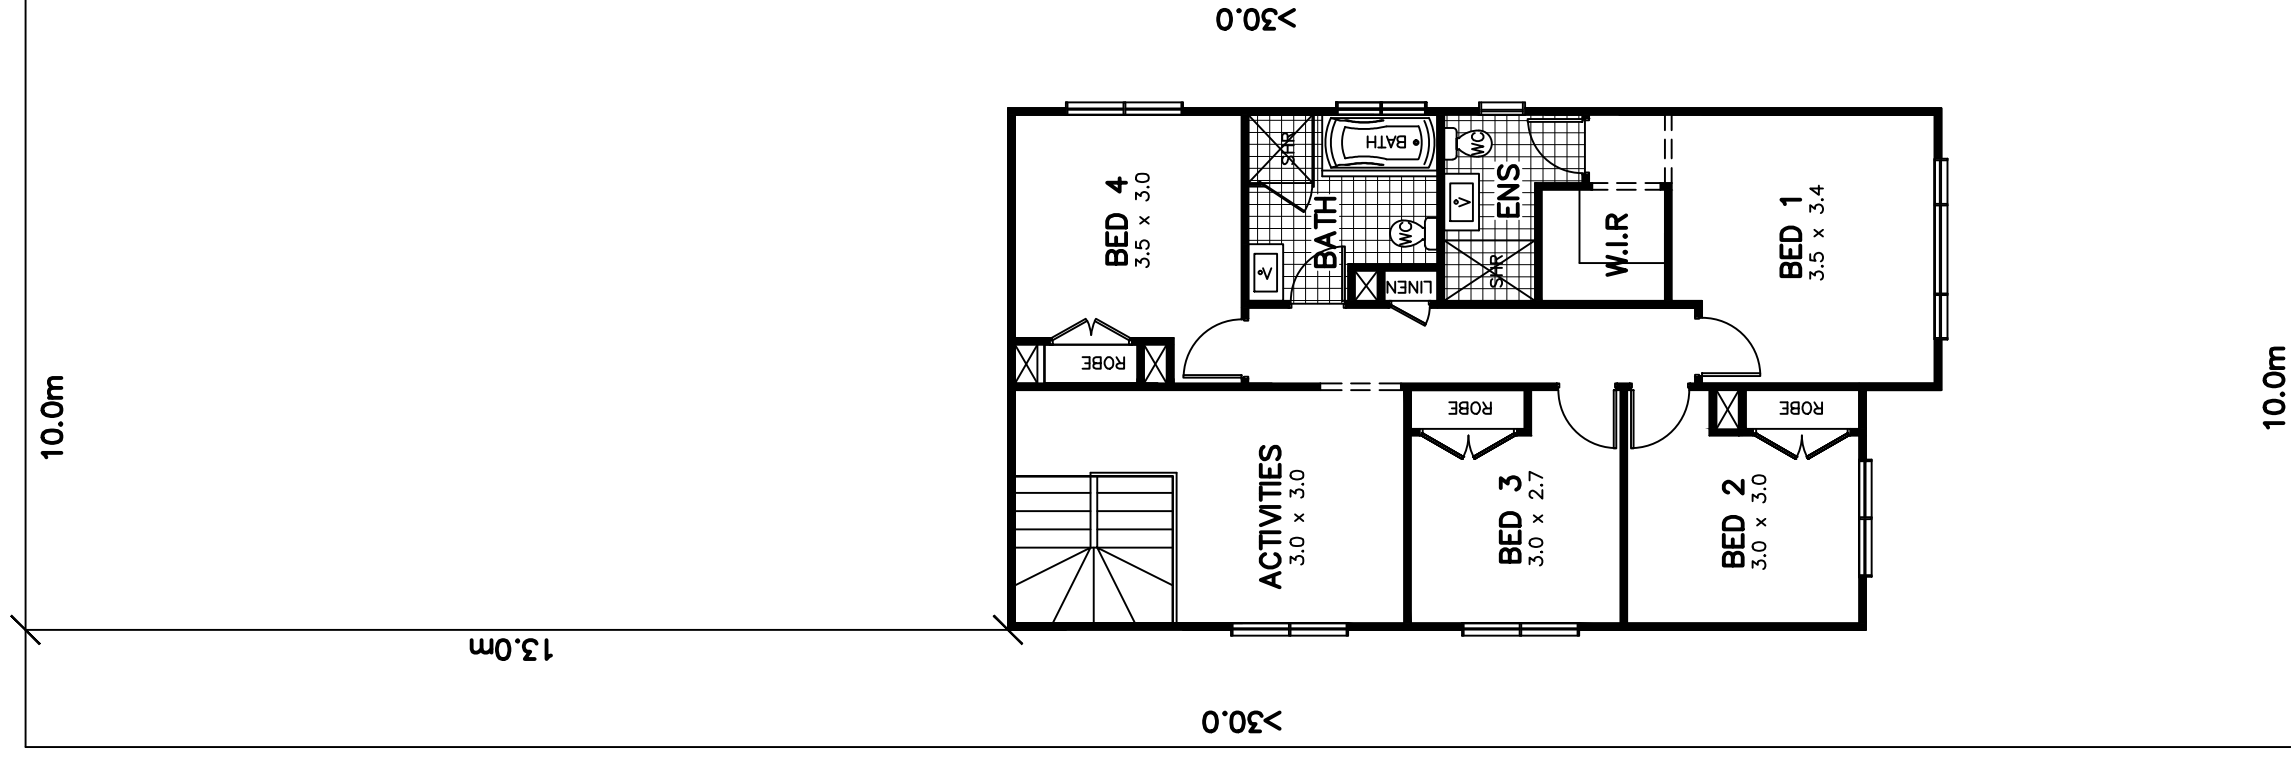 >30.0
BED 4
3.5 x 3.0
SHR
BATH
WC
BATH
WC
V
V
ENS
SHR
LINEN
W.I.R
BED 1
3.5 x 3.4
ROBE
10.0m
10.0m
ROBE
ROBE
ACTIVITIES
3.0 x 3.0
BED 3
3.0 x 2.7
BED 2
3.0 x 3.0
13.0m
>30.0